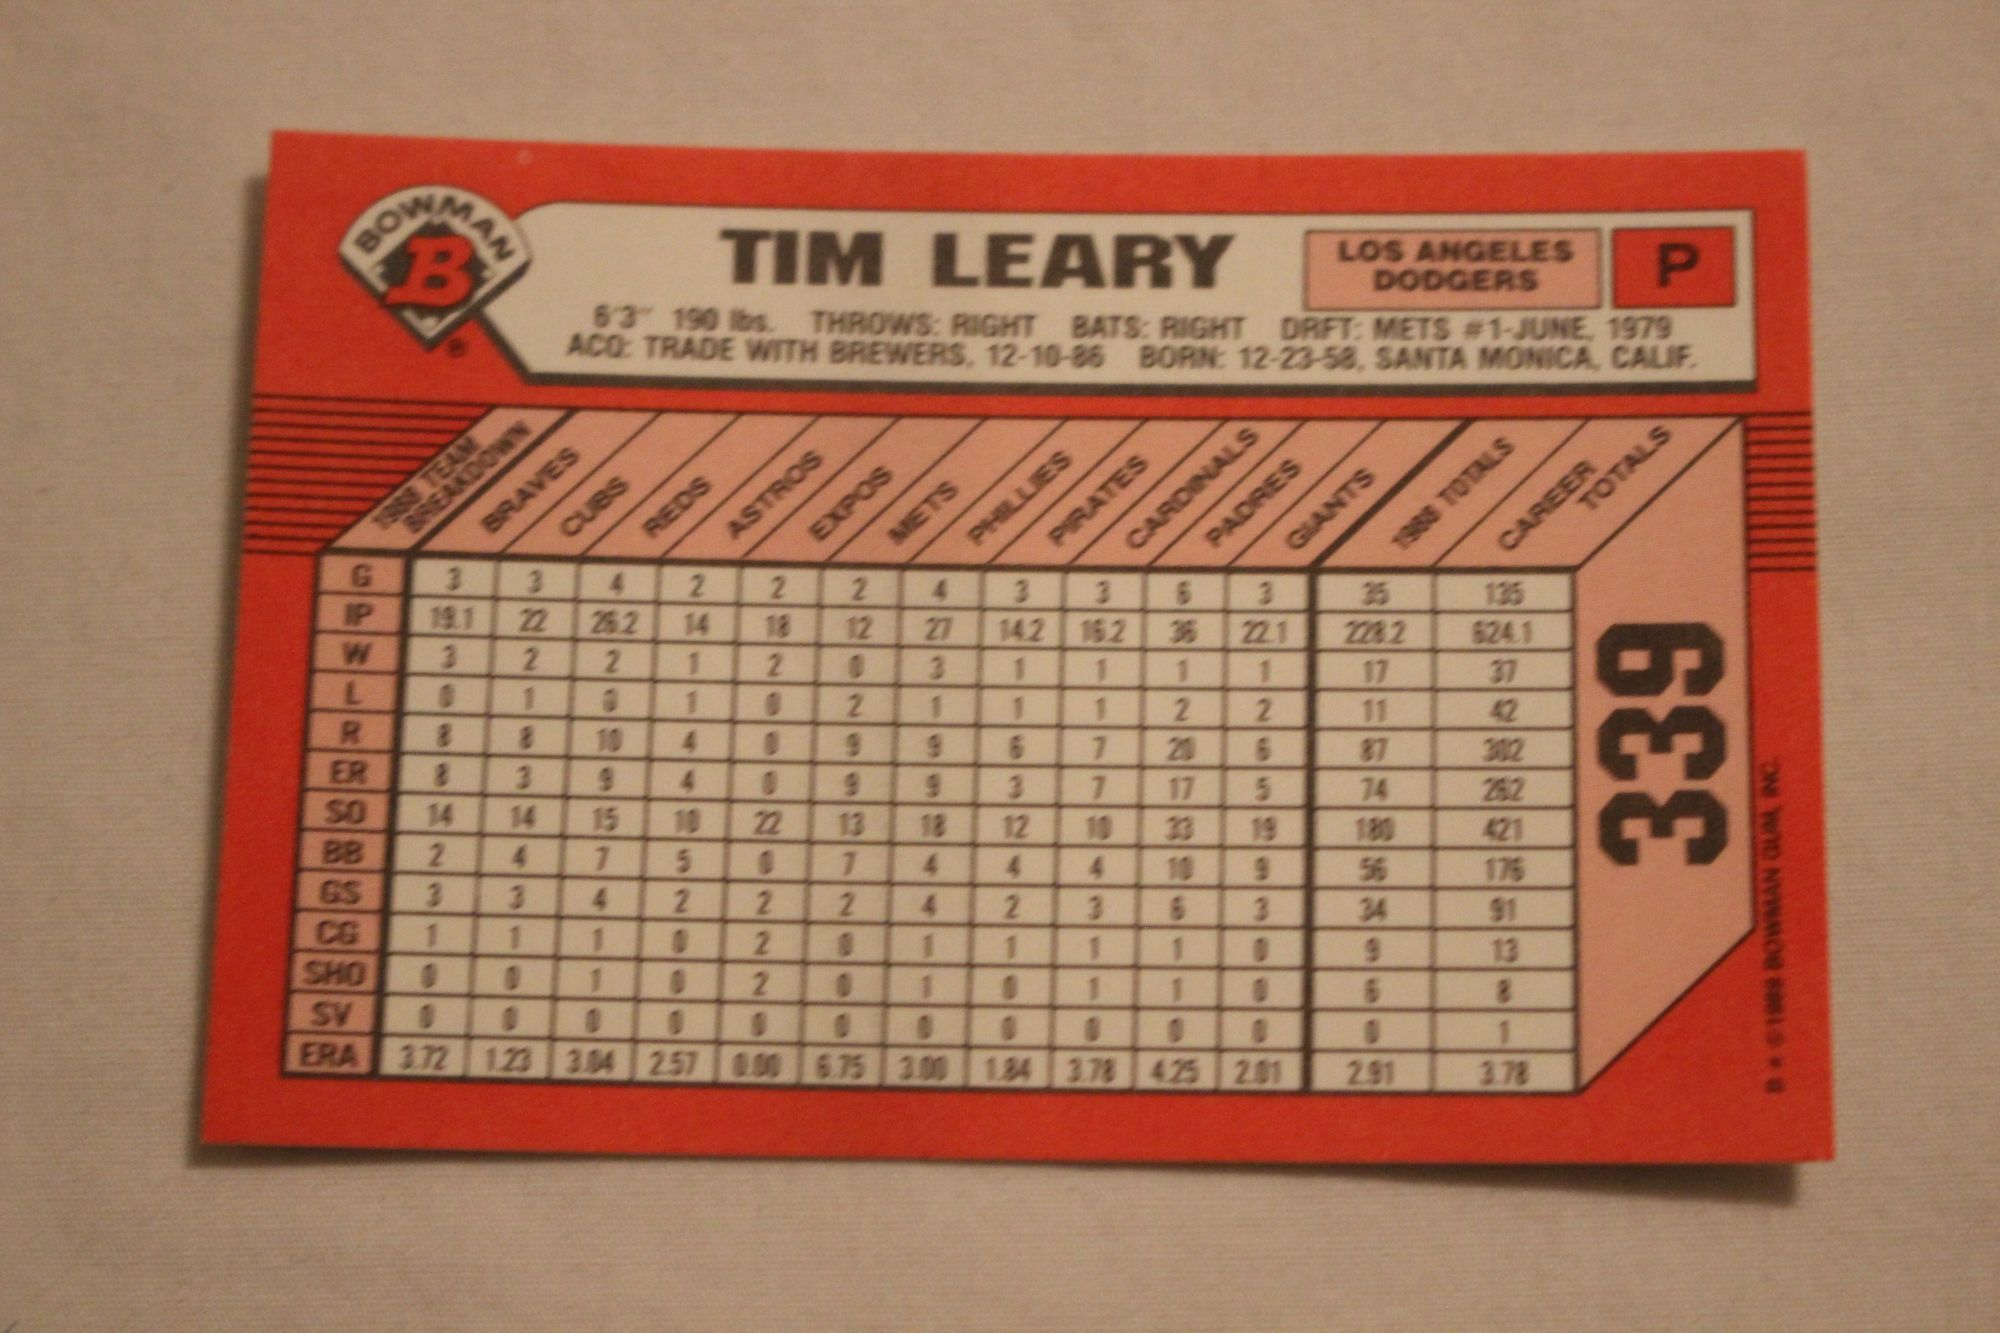 BOWMAN
B
®
TIM LEARY
LOS ANGELES
DODGERS
P
6'3" 190 lbs. THROWS: RIGHT BATS: RIGHT DRFT: METS #1-JUNE, 1979
ACQ: TRADE WITH BREWERS, 12-10-86 BORN: 12-23-58, SANTA MONICA, CALIF.
1988 TEAM
BREAKDOWN
BRAVES
CUBS
REDS
ASTROS
EXPOS
METS
PHILLIES
PIRATES
CARDINALS
PADRES
GIANTS
1988 TOTALS
CAREER
TOTALS
G 3 3 4 2 2 2 4 3 3 6 3 35 135
IP 19.1 22 26.2 14 18 12 27 14.2 16.2 36 22.1 228.2 624.1
W 3 2 2 1 2 0 3 1 1 1 1 17 37
L 0 1 0 1 0 2 1 1 1 2 2 11 42
R 8 8 10 4 0 9 9 6 7 20 6 87 302
ER 8 3 9 4 0 9 9 3 7 17 5 74 262
SO 14 14 15 10 22 13 18 12 10 33 19 180 421
BB 2 4 7 5 0 7 4 4 4 10 9 56 176
GS 3 3 4 2 2 2 4 2 3 6 3 34 91
CG 1 1 1 0 2 0 1 1 1 1 0 9 13
SHO 0 0 1 0 2 0 1 0 1 1 0 6 8
SV 0 0 0 0 0 0 0 0 0 0 0 0 1
ERA 3.72 1.23 3.04 2.57 0.00 6.75 3.00 1.84 3.78 4.25 2.01 2.91 3.78
339
B * ©1989 BOWMAN GUM, INC.